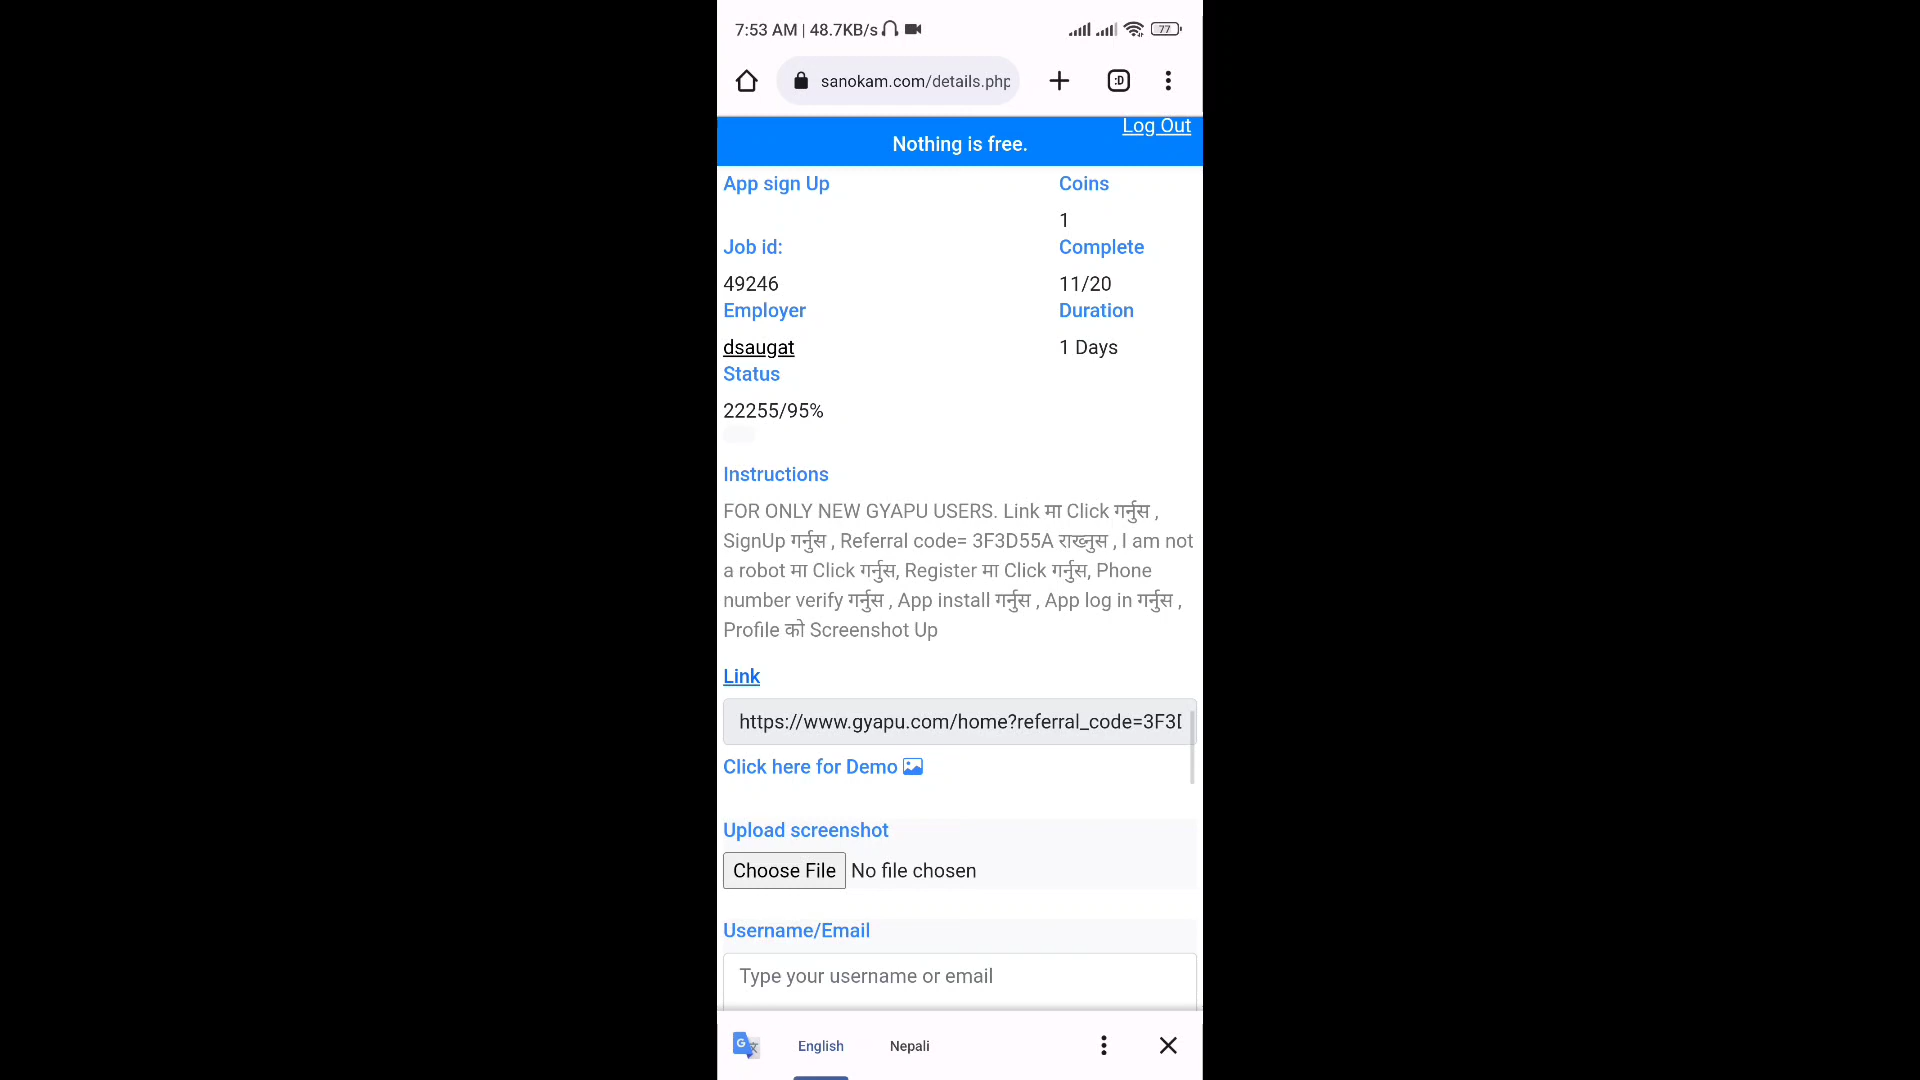 7:53 AM | 48.7KB/s
77
sanokam.com/details.php
:D
Log Out
Nothing is free.
App sign Up
Coins
1
Job id:
Complete
49246
11/20
Employer
Duration
dsaugat
1 Days
Status
22255/95%
Instructions
FOR ONLY NEW GYAPU USERS. Link मा Click गर्नुस ,
SignUp गर्नुस , Referral code= 3F3D55A राख्नुस , I am not
a robot मा Click गर्नुस, Register मा Click गर्नुस, Phone
number verify गर्नुस , App install गर्नुस , App log in गर्नुस ,
Profile को Screenshot Up
Link
https://www.gyapu.com/home?referral_code=3F3D
Click here for Demo
Upload screenshot
Choose File No file chosen
Username/Email
Type your username or email
G
文
English
Nepali